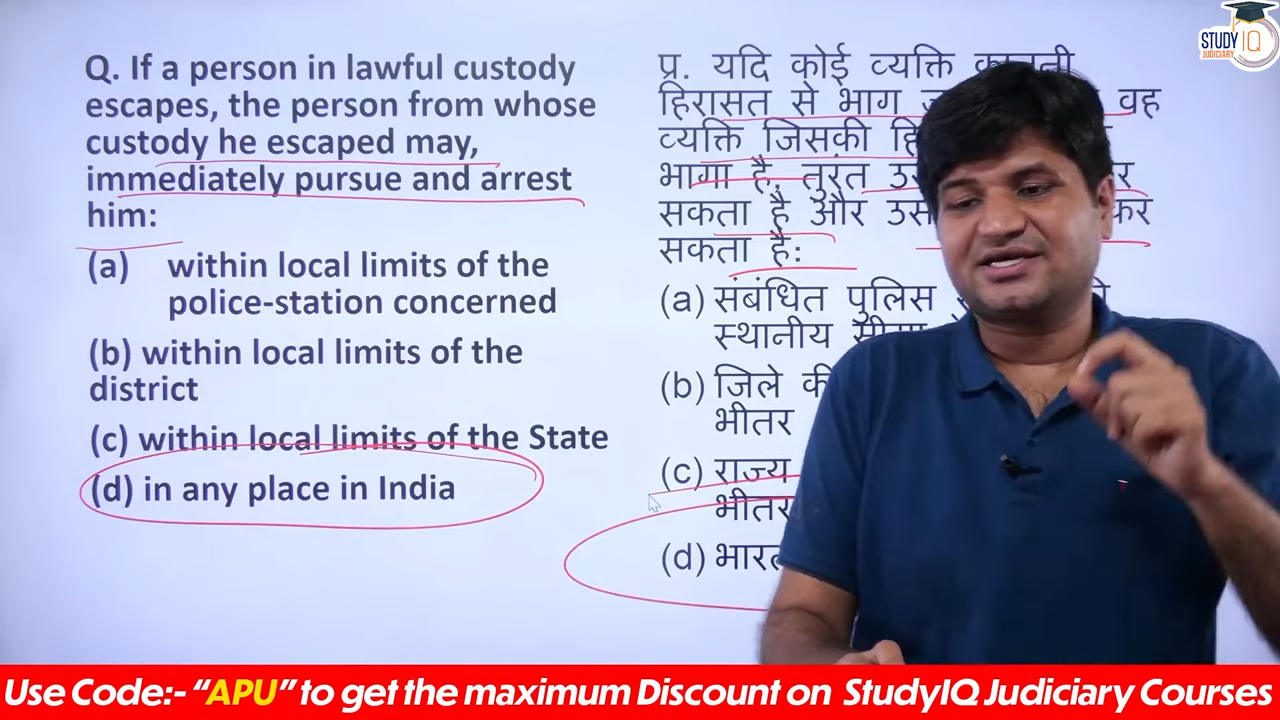 Q. If a person in lawful custody
escapes, the person from whose
custody he escaped may,
immediately pursue and arrest
him:
(a) within local limits of the
police-station concerned
(b) within local limits of the
district
(c) within local limits of the State
(d) in any place in India
प्र. यदि कोई व्यक्ति कानूनी
हिरासत से भाग वह
व्यक्ति जिसकी
भागा है, तुरंत
सकता है और कर
सकता है:
(a) संबंधित पुलिस
स्थानीय
(b) जिले की
भीतर
(c) राज्य
भीतर
(d)
STUDY IQ
JUDICIARY
Use Code:- “APU” to get the maximum Discount on StudyIQ Judiciary Courses